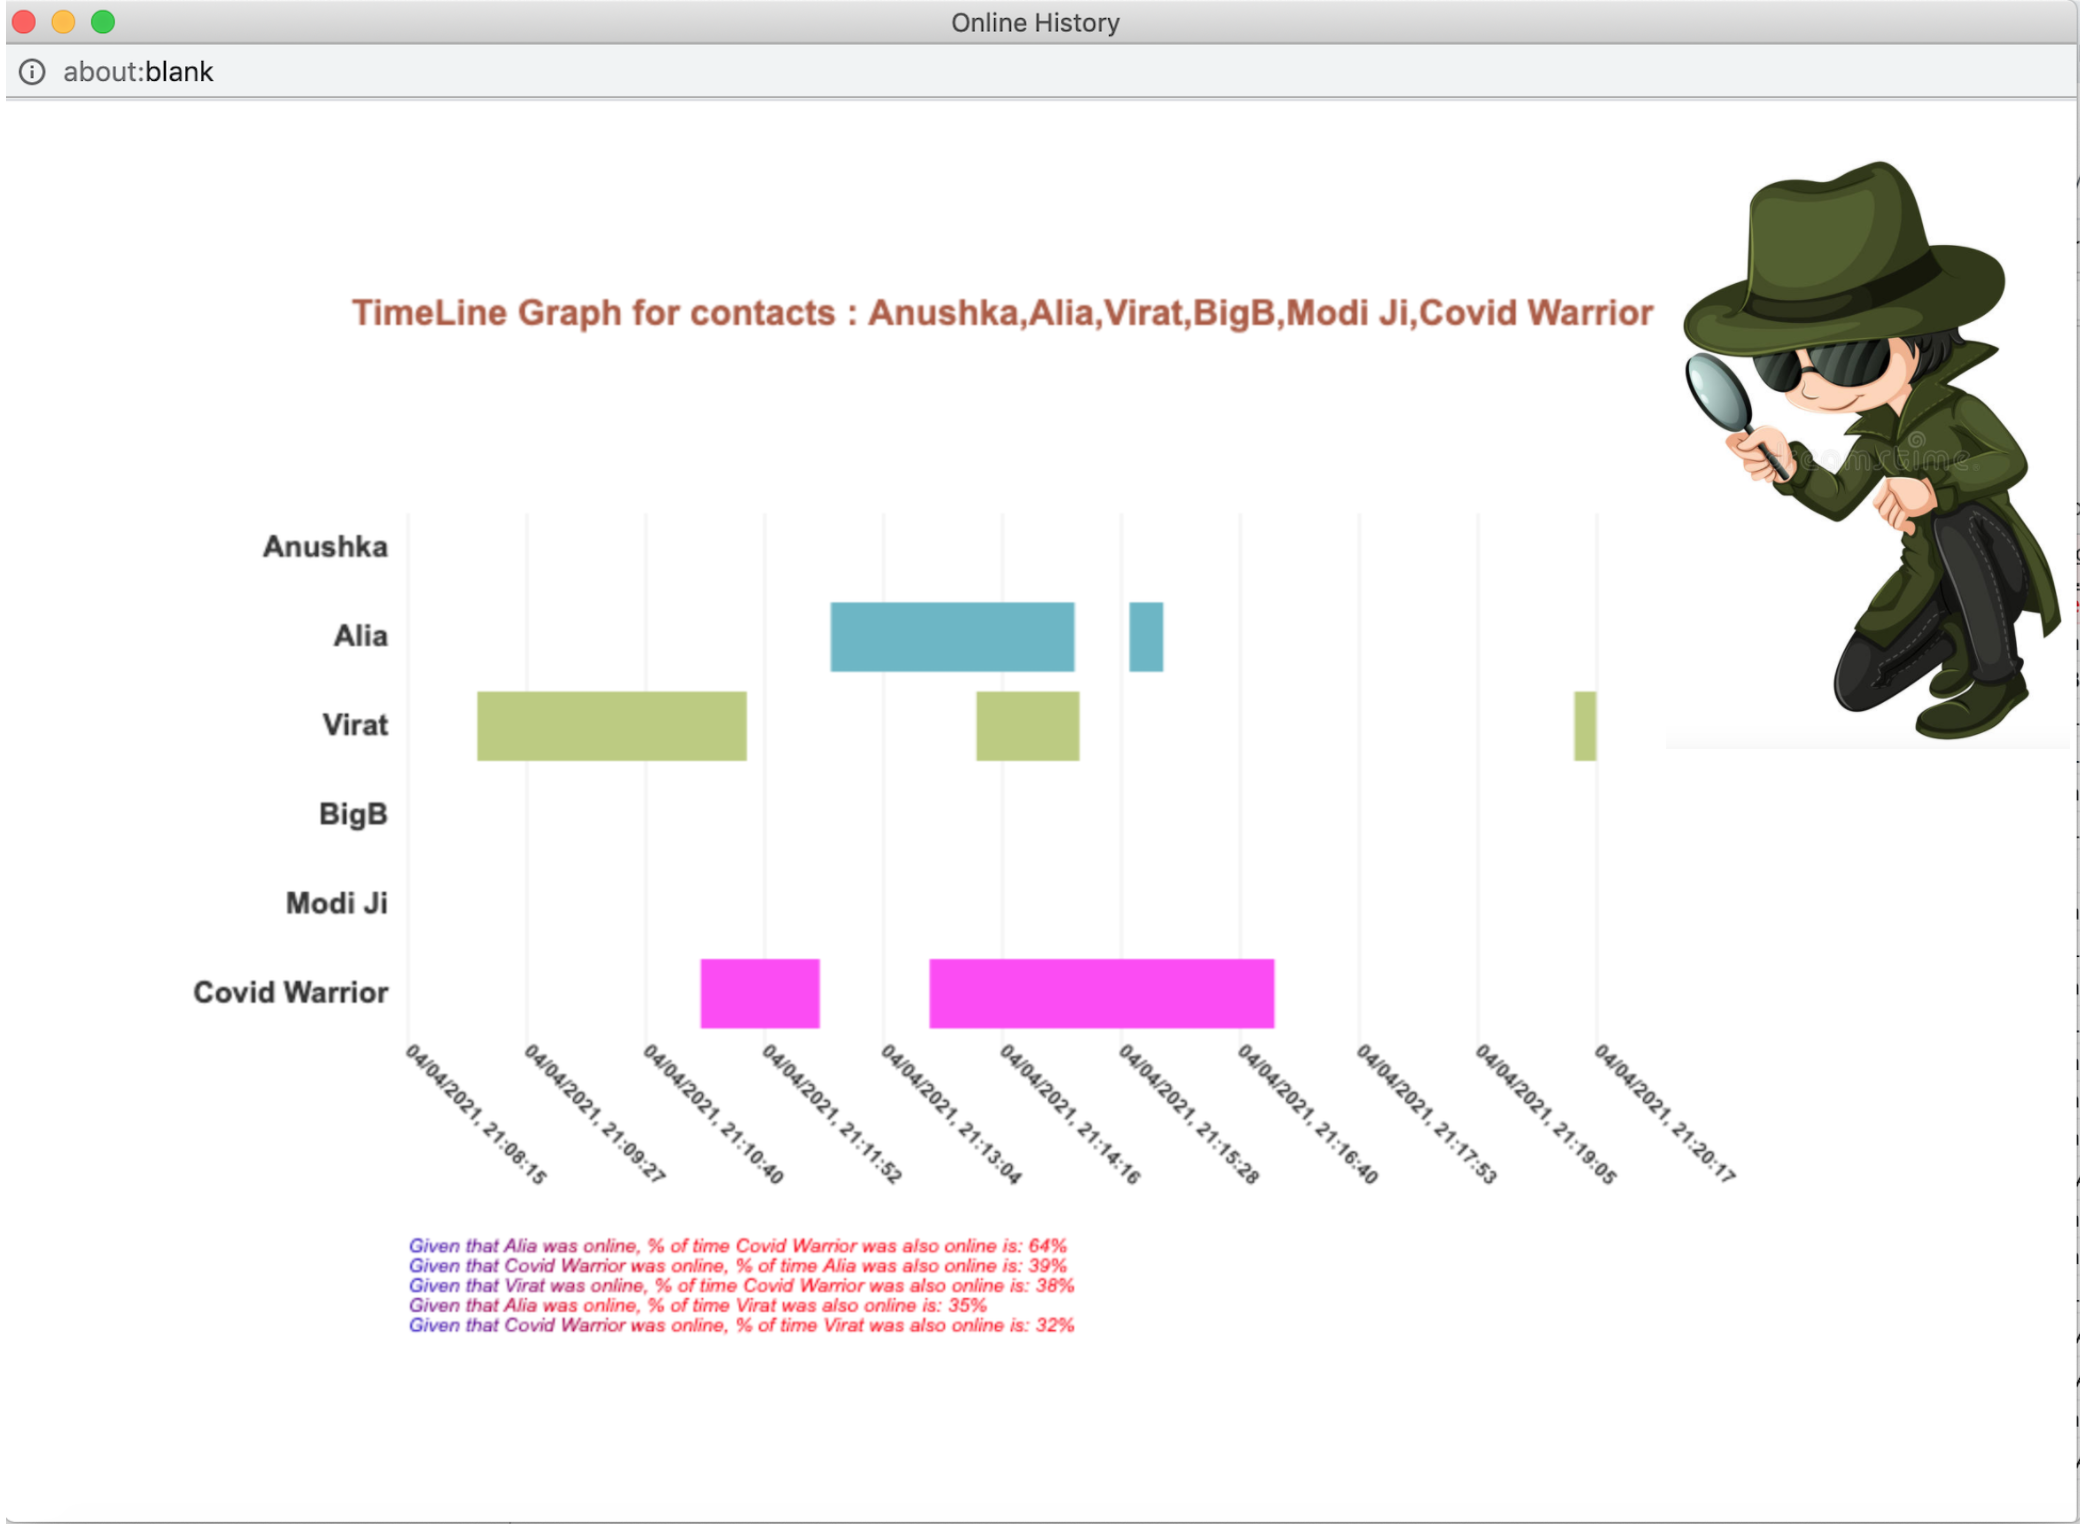 Online History
about:blank
TimeLine Graph for contacts : Anushka,Alia,Virat,BigB,Modi Ji,Covid Warrior
dreamstime.
Anushka
Alia
Virat
BigB
Modi Ji
Covid Warrior
04/04/2021, 21:08:15
04/04/2021, 21:09:27
04/04/2021, 21:10:40
04/04/2021, 21:11:52
04/04/2021, 21:13:04
04/04/2021, 21:14:16
04/04/2021, 21:15:28
04/04/2021, 21:16:40
04/04/2021, 21:17:53
04/04/2021, 21:19:05
04/04/2021, 21:20:17
Given that Alia was online, % of time Covid Warrior was also online is: 64%
Given that Covid Warrior was online, % of time Alia was also online is: 39%
Given that Virat was online, % of time Covid Warrior was also online is: 38%
Given that Alia was online, % of time Virat was also online is: 35%
Given that Covid Warrior was online, % of time Virat was also online is: 32%